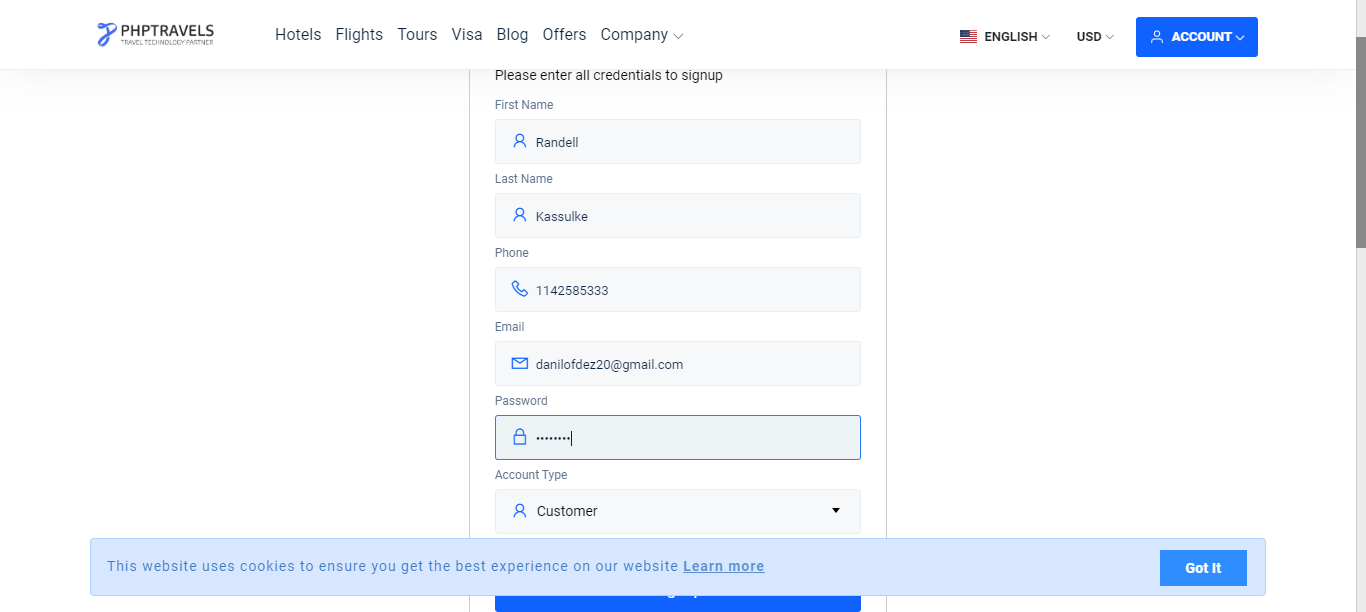 PHPTRAVELS
TRAVEL TECHNOLOGY PARTNER
Hotels Flights Tours Visa Blog Offers Company
ENGLISH USD ACCOUNT
Please enter all credentials to signup
First Name
Randell
Last Name
Kassulke
Phone
1142585333
Email
danilofdez20@gmail.com
Password
••••••••
Account Type
Customer
This website uses cookies to ensure you get the best experience on our website Learn more
Got It